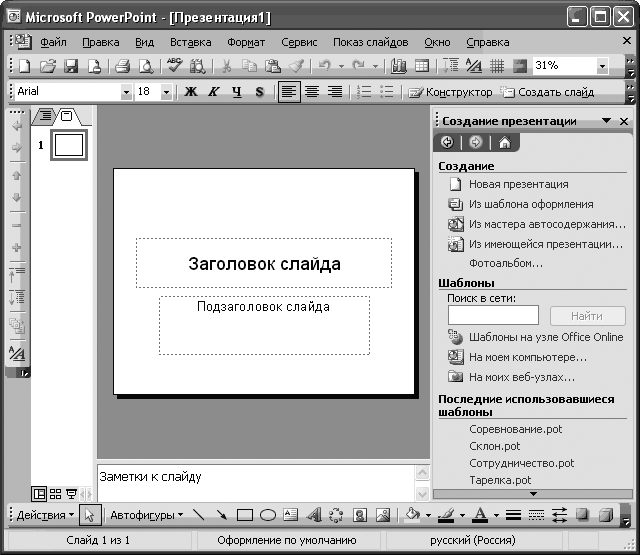 Microsoft PowerPoint - [Презентация1]
Файл Правка Вид Вставка Формат Сервис Показ слайдов Окно Справка
31%
Arial 18 Ж К Ч S Конструктор Создать слайд
1
Создание презентации
Создание
Новая презентация
Из шаблона оформления
Из мастера автосодержания...
Из имеющейся презентации...
Фотоальбом...
Шаблоны
Поиск в сети:
Найти
Шаблоны на узле Office Online
На моем компьютере...
На моих веб-узлах...
Последние использовавшиеся
шаблоны
Соревнование.pot
Склон.pot
Сотрудничество.pot
Тарелка.pot
Заголовок слайда
Подзаголовок слайда
Заметки к слайду
Действия Автофигуры
Слайд 1 из 1 Оформление по умолчанию русский (Россия)